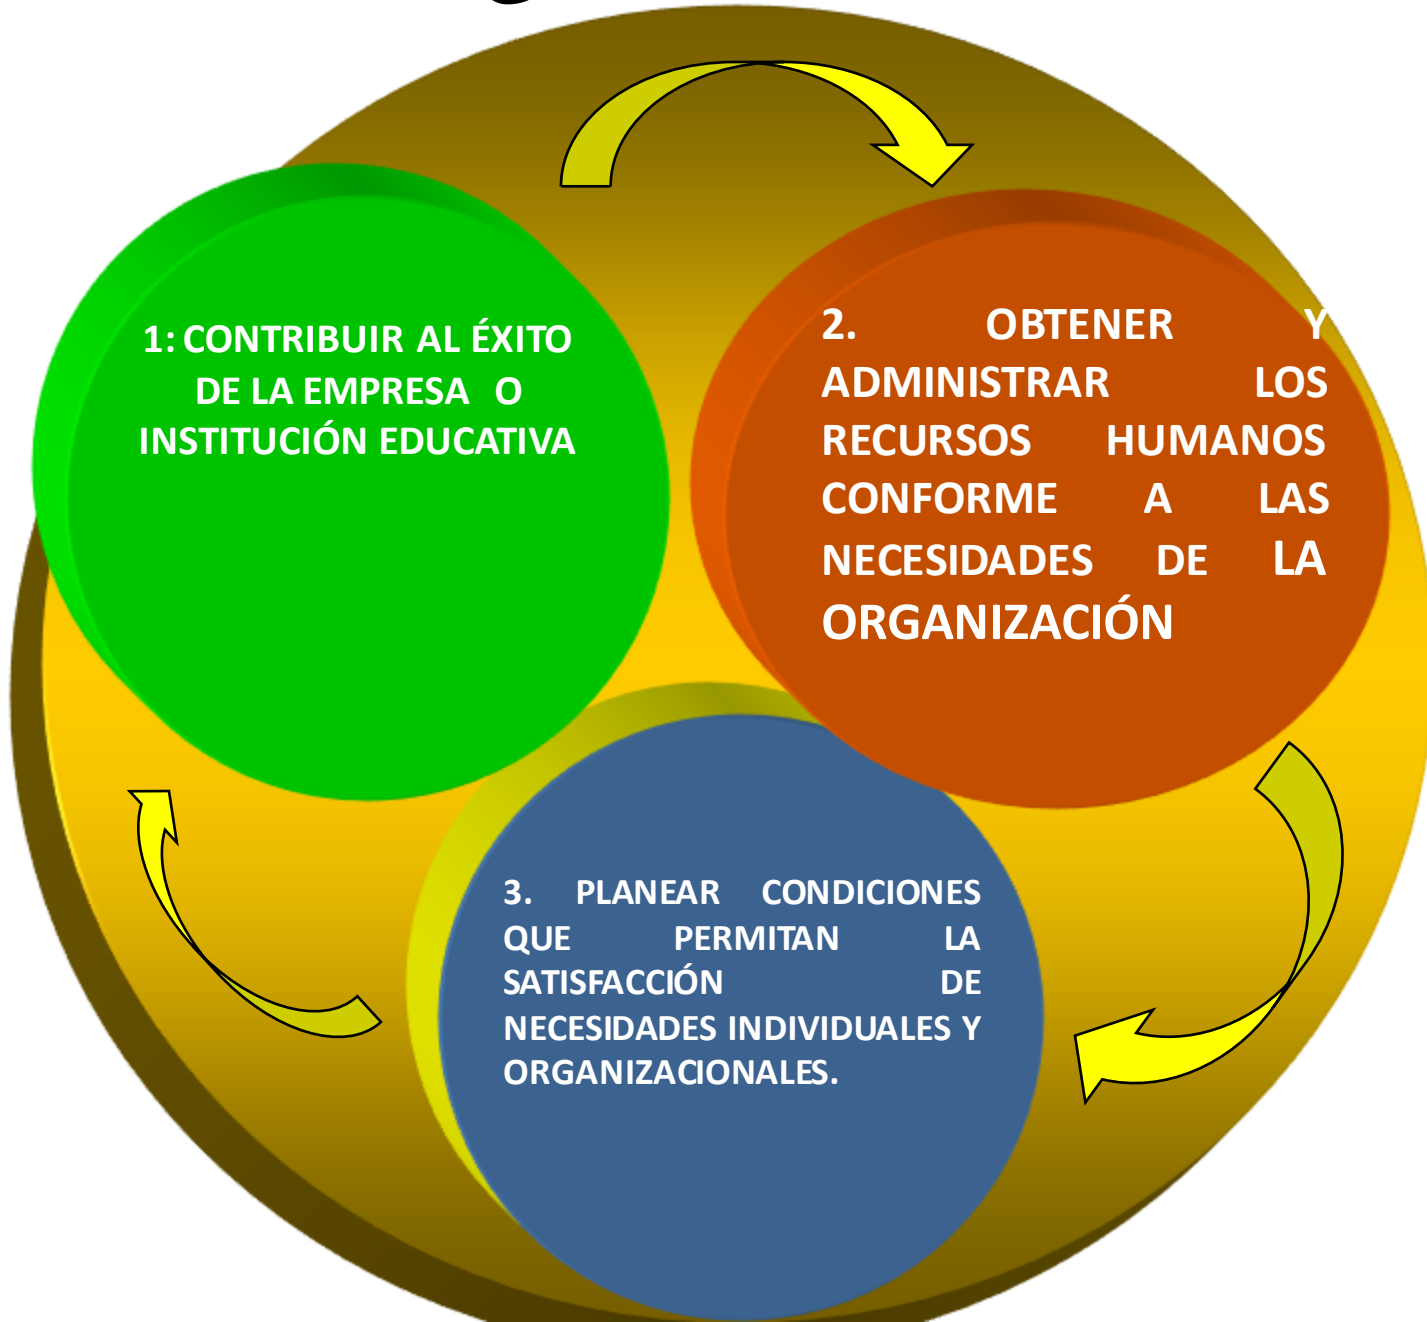 1: CONTRIBUIR AL ÉXITO
DE LA EMPRESA O
INSTITUCIÓN EDUCATIVA
2. OBTENER Y
ADMINISTRAR LOS
RECURSOS HUMANOS
CONFORME A LAS
NECESIDADES DE LA
ORGANIZACIÓN
3. PLANEAR CONDICIONES
QUE PERMITAN LA
SATISFACCIÓN DE
NECESIDADES INDIVIDUALES Y
ORGANIZACIONALES.